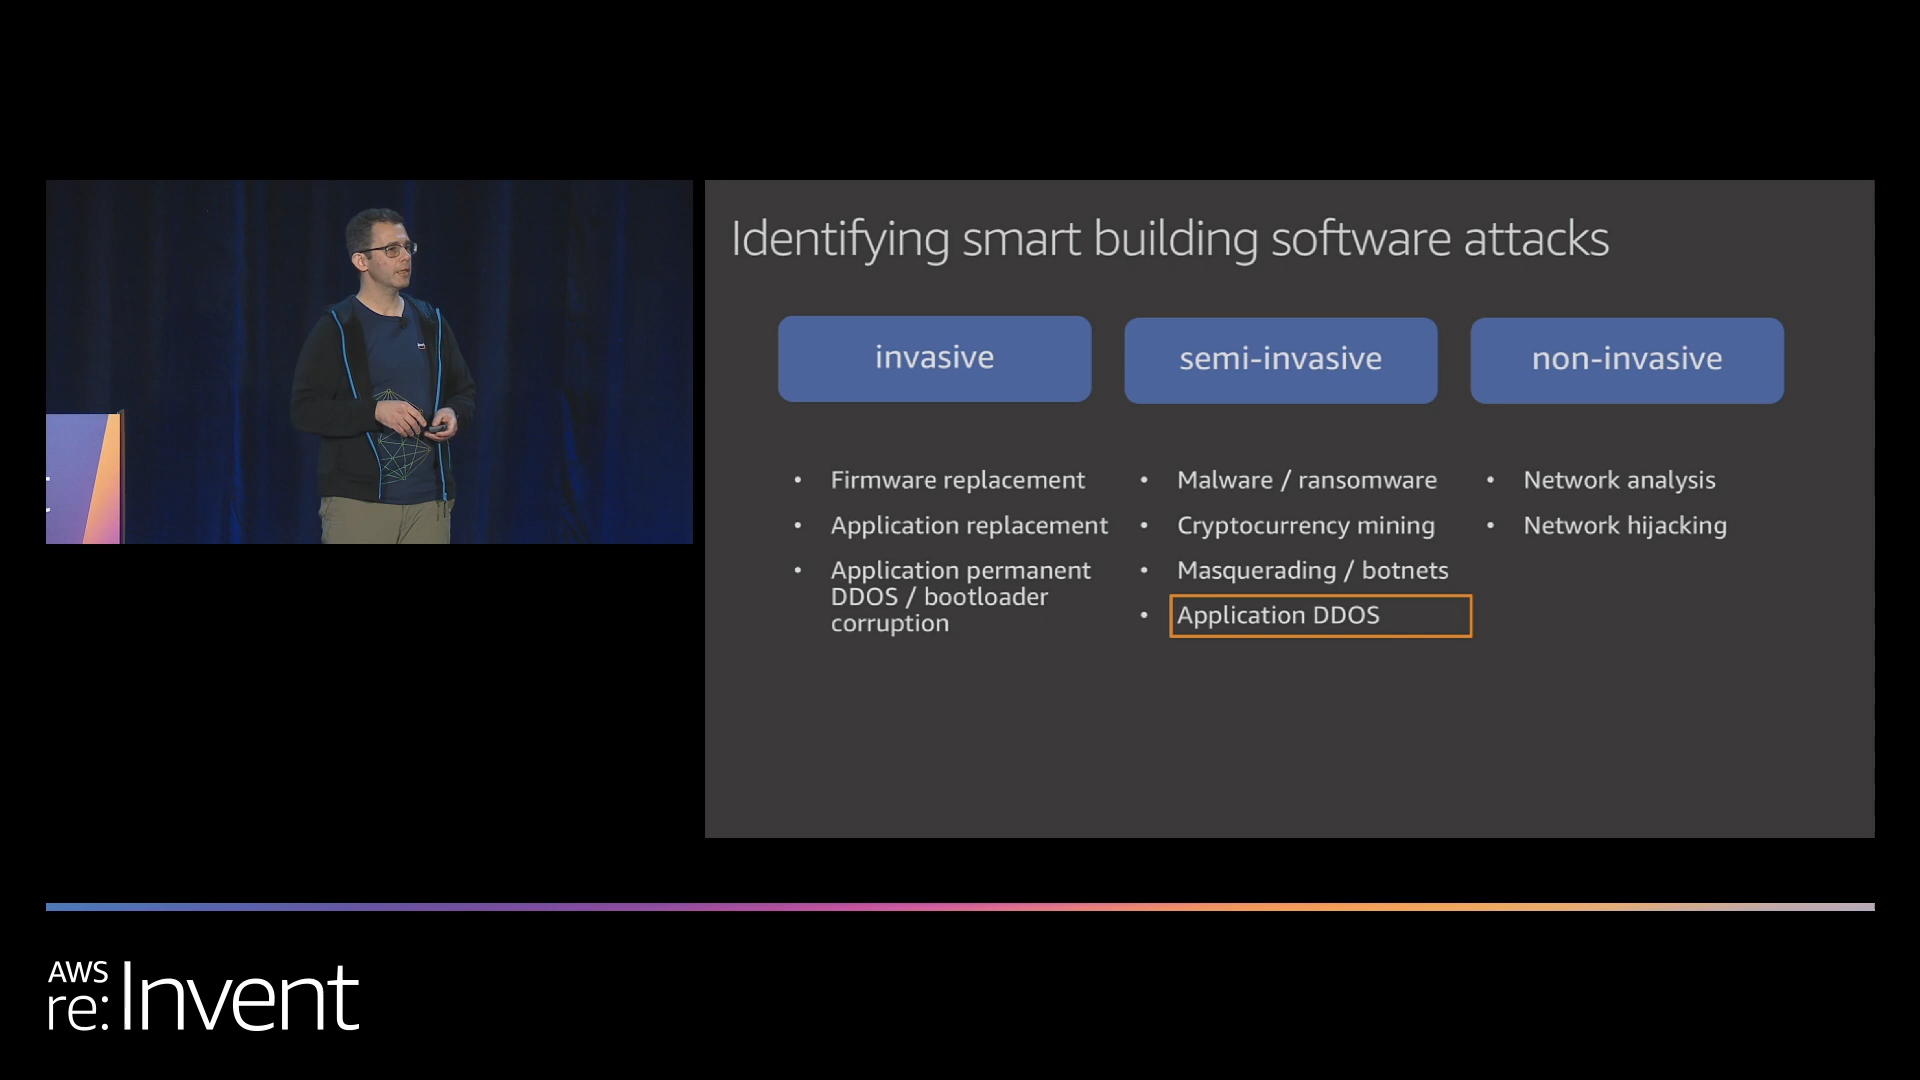 Identifying smart building software attacks
invasive
semi-invasive
non-invasive
• Firmware replacement
• Application replacement
• Application permanent
DDOS / bootloader
corruption
• Malware / ransomware
• Cryptocurrency mining
• Masquerading / botnets
• Application DDOS
• Network analysis
• Network hijacking
AWS
re:Invent